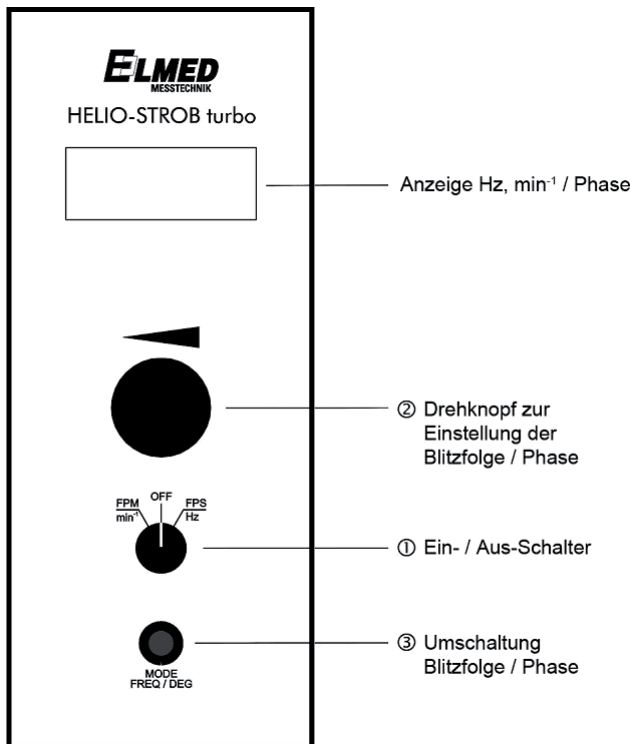 ELMED
MESSTECHNIK
HELIO-STROB turbo
Anzeige Hz, min⁻¹ / Phase
② Drehknopf zur
Einstellung der
Blitzfolge / Phase
FPM OFF FPS
min⁻¹ Hz
① Ein- / Aus-Schalter
③ Umschaltung
Blitzfolge / Phase
MODE
FREQ / DEG